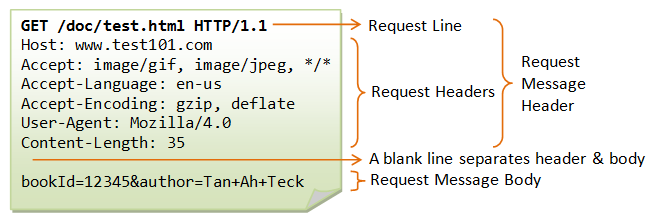 GET /doc/test.html HTTP/1.1
Host: www.test101.com
Accept: image/gif, image/jpeg, */*
Accept-Language: en-us
Accept-Encoding: gzip, deflate
User-Agent: Mozilla/4.0
Content-Length: 35
bookId=12345&author=Tan+Ah+Teck
Request Line
Request Headers
Request
Message
Header
A blank line separates header & body
Request Message Body